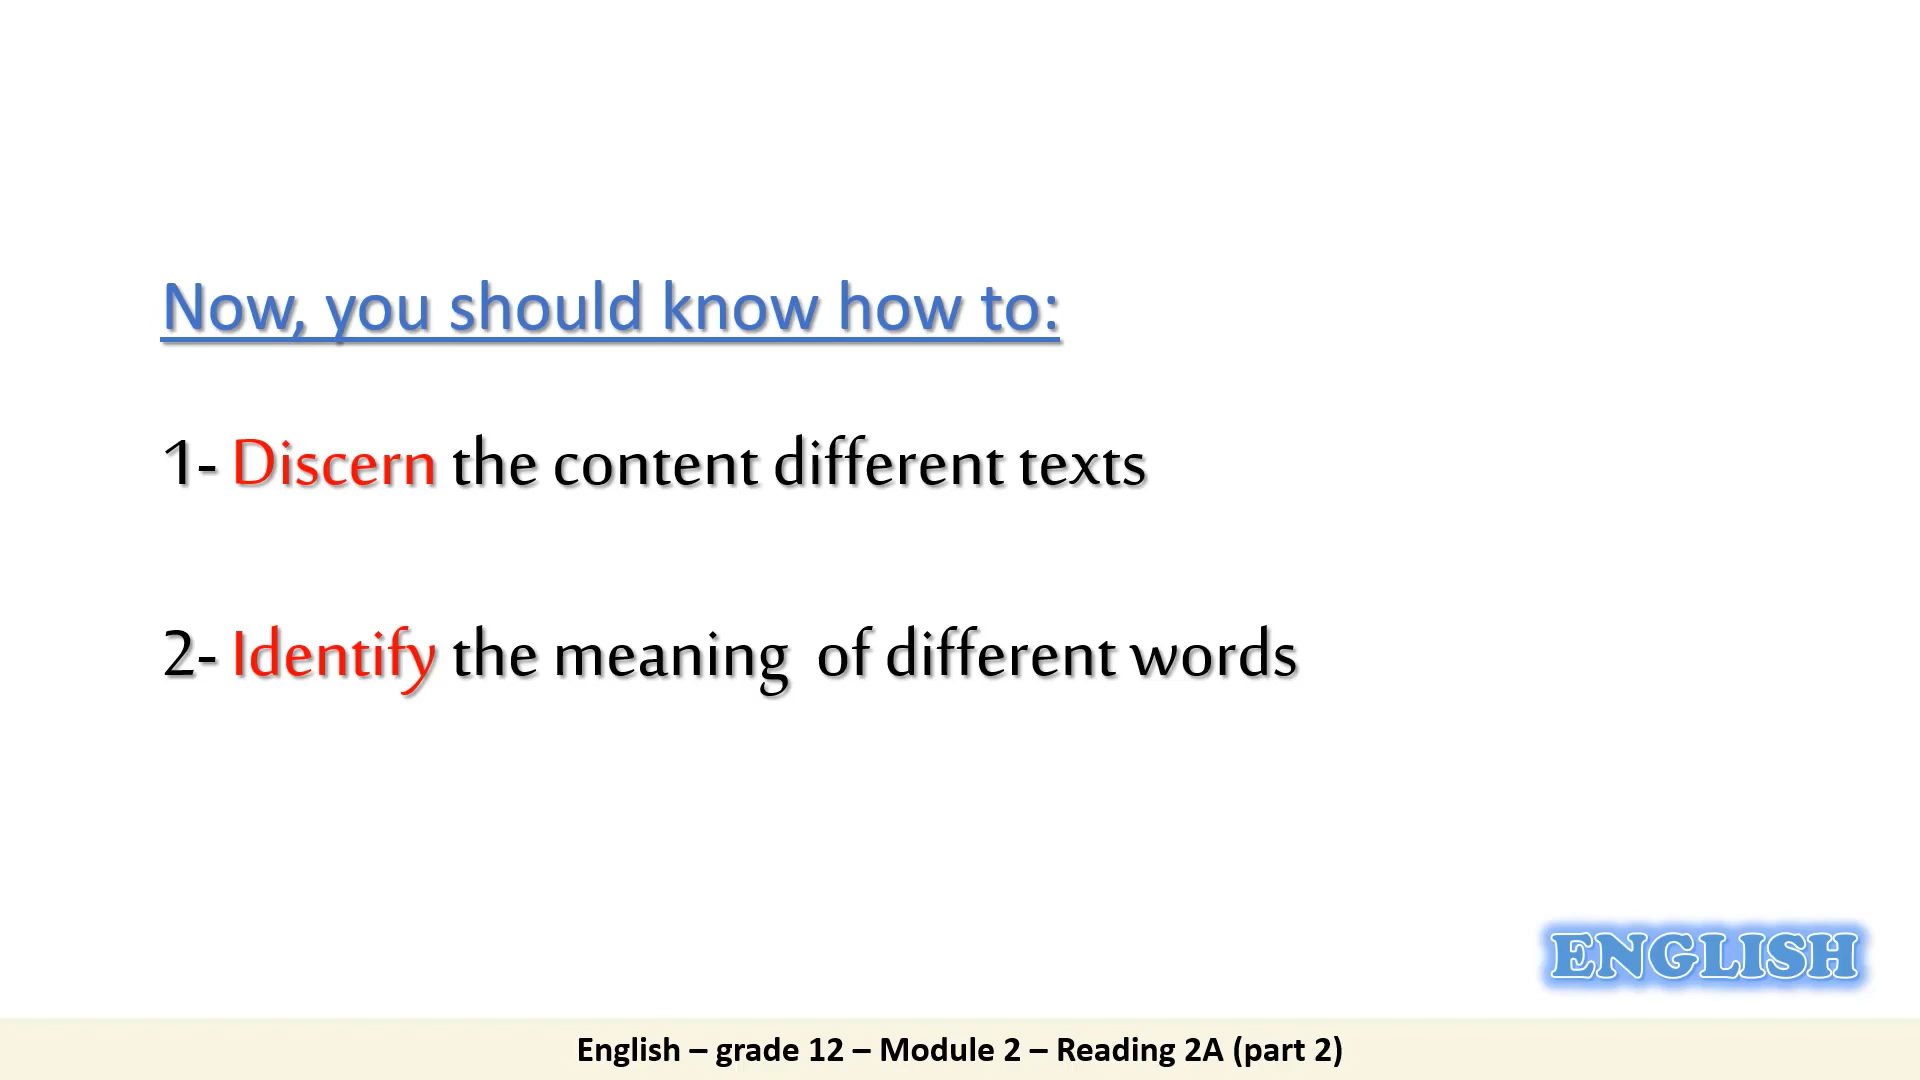 Now, you should know how to:
1- Discern the content different texts
2- Identify the meaning  of different words
ENGLISH
English – grade 12 – Module 2 – Reading 2A (part 2)